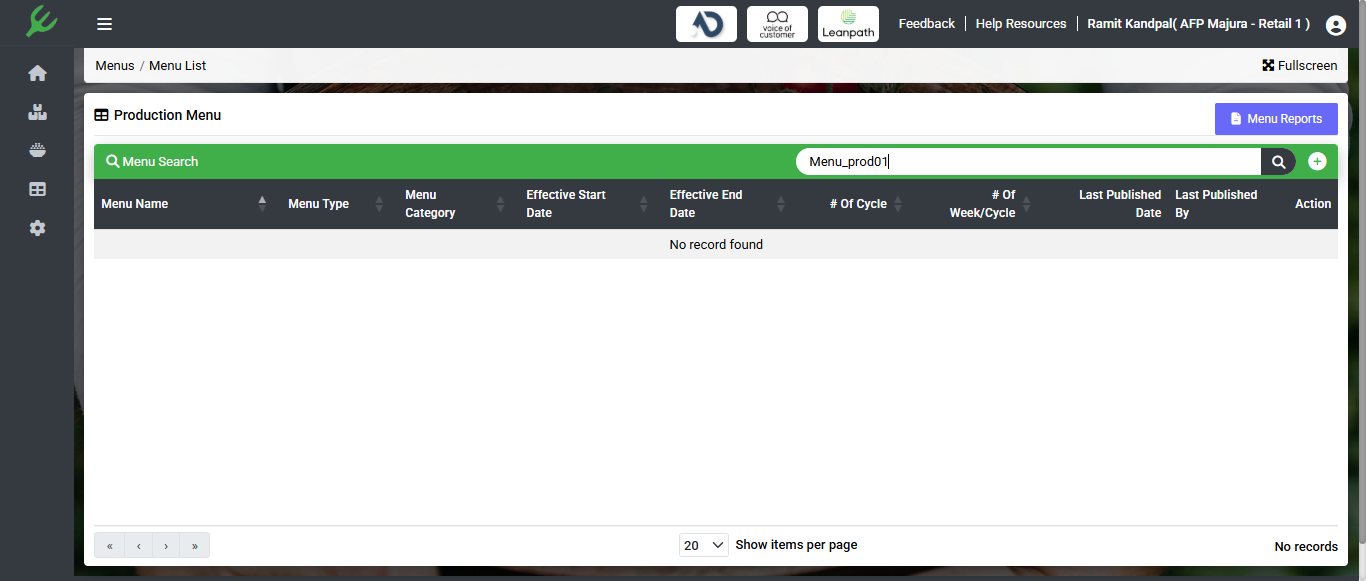 voice of
customer
Leanpath
Feedback
Help Resources
Ramit Kandpal( AFP Majura - Retail 1 )
Menus / Menu List
Fullscreen
Production Menu
Menu Reports
Menu Search
Menu_prod01
Menu Name
Menu Type
Menu
Category
Effective Start
Date
Effective End
Date
# Of Cycle
# Of
Week/Cycle
Last Published
Date
Last Published
By
Action
No record found
« ‹ › »
20
Show items per page
No records